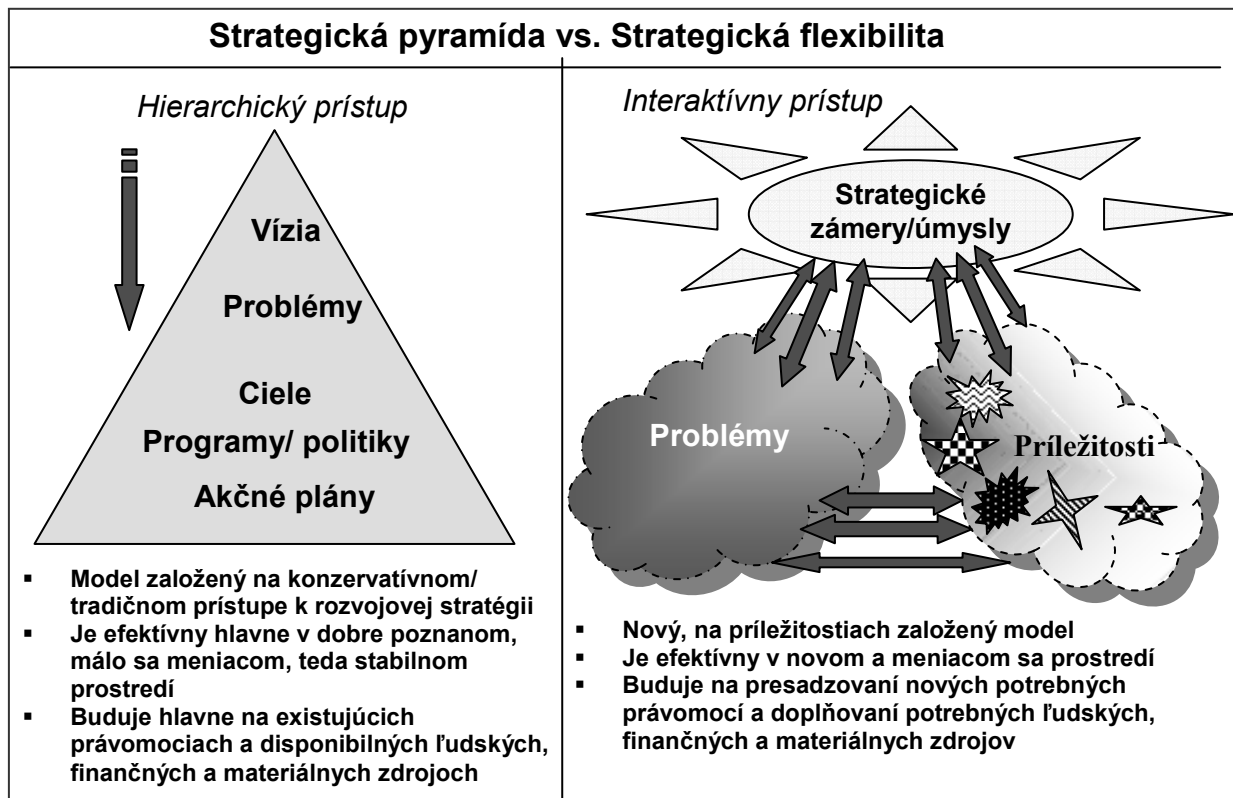 Strategická pyramída vs. Strategická flexibilita
Hierarchický prístup
Vízia
Problémy
Ciele
Programy/ politiky
Akčné plány
▪ Model založený na konzervatívnom/
tradičnom prístupe k rozvojovej stratégii
▪ Je efektívny hlavne v dobre poznanom,
málo sa meniacom, teda stabilnom
prostredí
▪ Buduje hlavne na existujúcich
právomociach a disponibilných ľudských,
finančných a materiálnych zdrojoch
Interaktívny prístup
Strategické
zámery/úmysly
Problémy
Príležitosti
▪ Nový, na príležitostiach založený model
▪ Je efektívny v novom a meniacom sa prostredí
▪ Buduje na presadzovaní nových potrebných
právomocí a doplňovaní potrebných ľudských,
finančných a materiálnych zdrojov